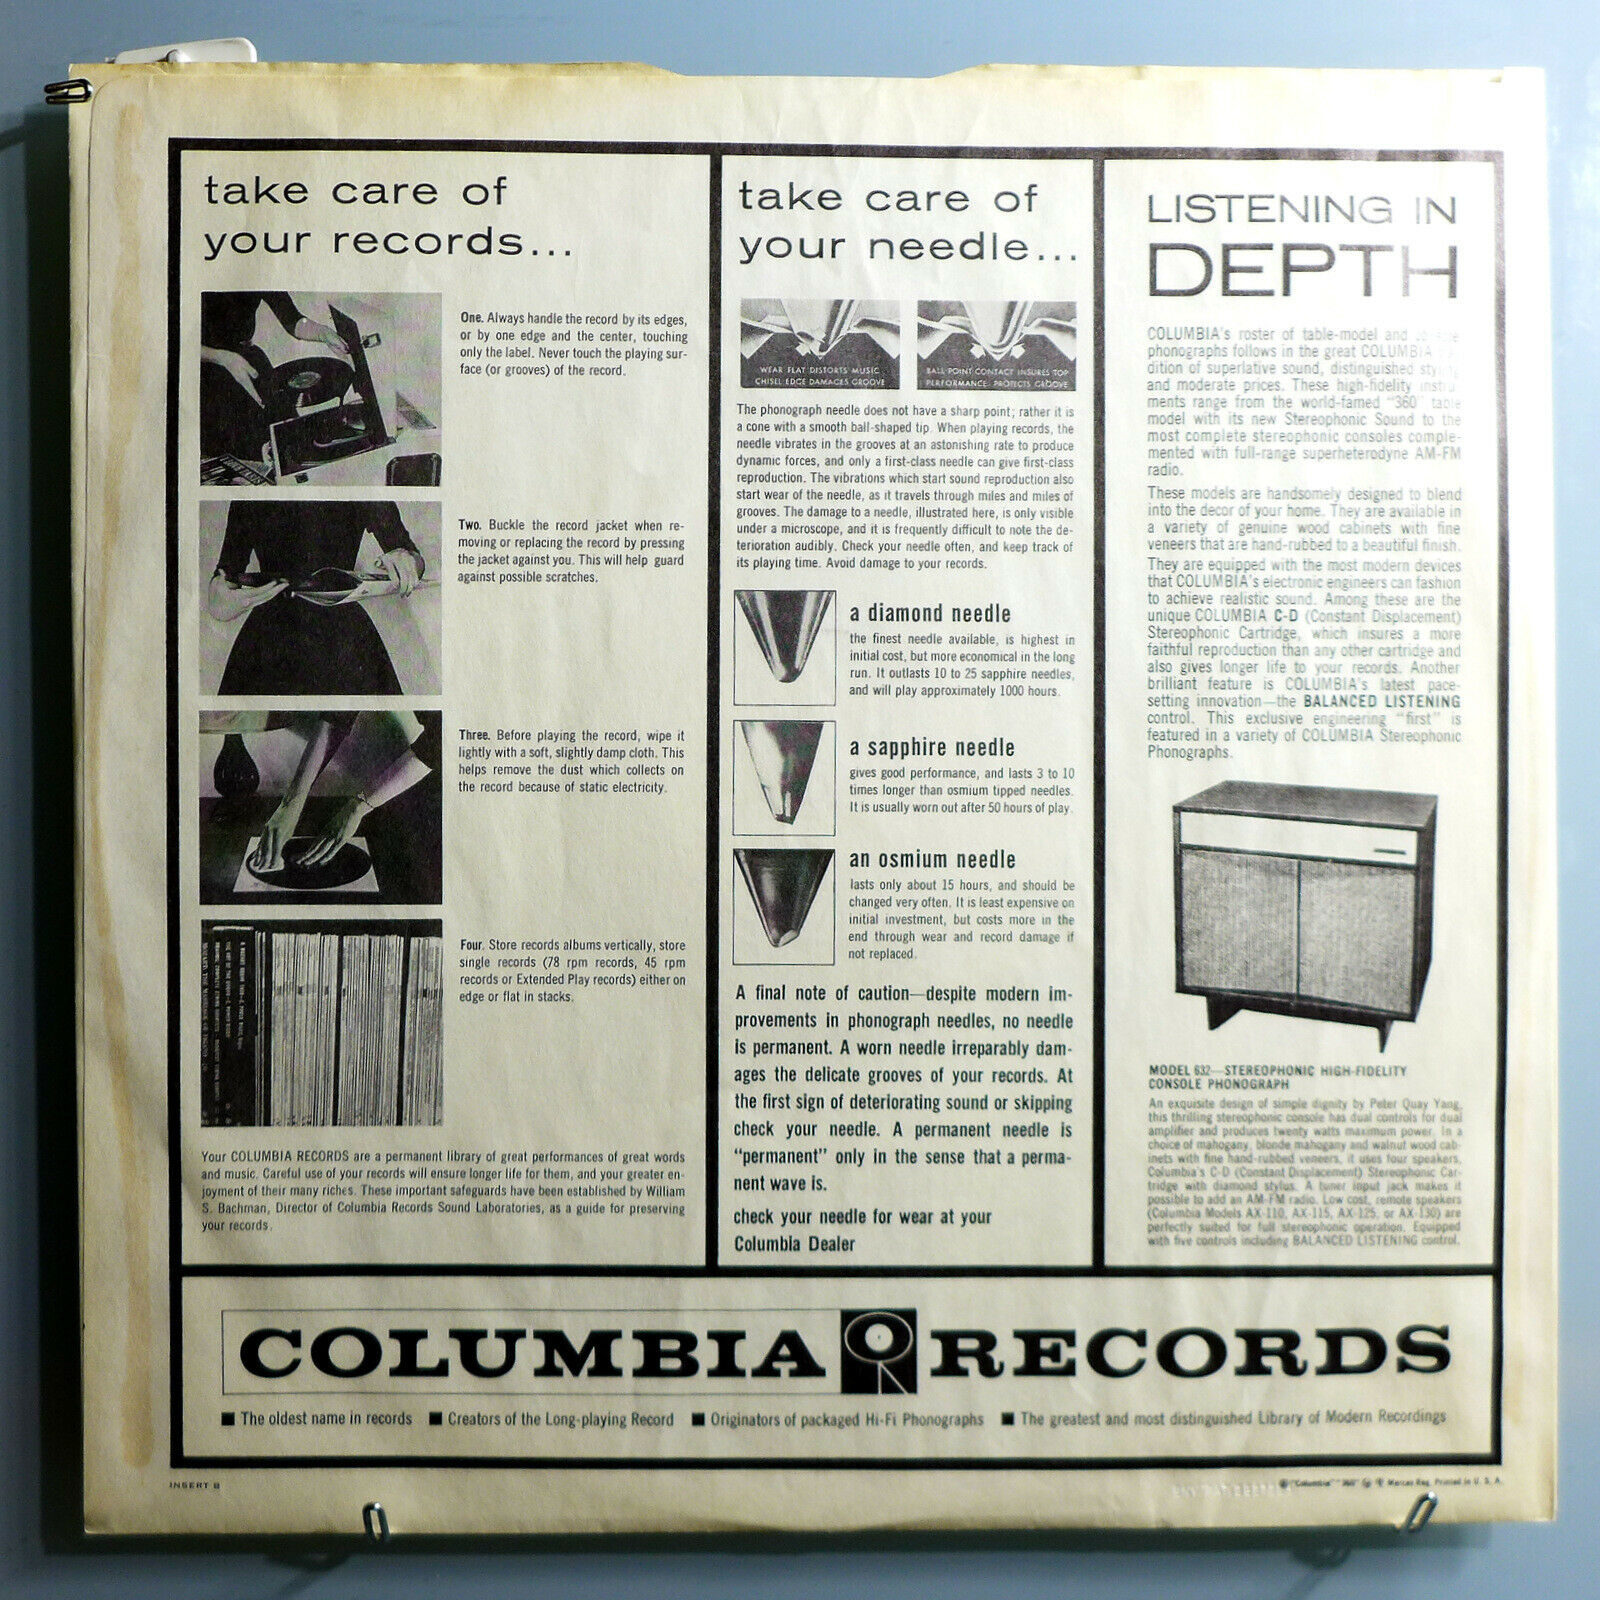 take care of
your records...
One. Always handle the record by its edges,
or by one edge and the center, touching
only the label. Never touch the playing sur-
face (or grooves) of the record.
Two. Buckle the record jacket when re-
moving or replacing the record by pressing
the jacket against you. This will help guard
against possible scratches.
Three. Before playing the record, wipe it
lightly with a soft, slightly damp cloth. This
helps remove the dust which collects on
the record because of static electricity.
Four. Store records albums vertically, store
single records (78 rpm records, 45 rpm
records or Extended Play records) either on
edge or flat in stacks.
Your COLUMBIA RECORDS are a permanent library of great performances of great words
and music. Careful use of your records will ensure longer life for them, and your greater en-
joyment of their many riches. These important safeguards have been established by William
S. Bachman, Director of Columbia Records Sound Laboratories, as a guide for preserving
your records.
take care of
your needle...
WEAR FLAT DISTORTS MUSIC
CHISEL EDGE DAMAGES GROOVE
BALL POINT CONTACT INSURES TOP
PERFORMANCE, PROTECTS GROOVE
The phonograph needle does not have a sharp point; rather it is
a cone with a smooth ball-shaped tip. When playing records, the
needle vibrates in the grooves at an astonishing rate to produce
dynamic forces, and only a first-class needle can give first-class
reproduction. The vibrations which start sound reproduction also
start wear of the needle, as it travels through miles and miles of
grooves. The damage to a needle, illustrated here, is only visible
under a microscope, and it is frequently difficult to note the de-
terioration audibly. Check your needle often, and keep track of
its playing time. Avoid damage to your records.
a diamond needle
the finest needle available, is highest in
initial cost, but more economical in the long
run. It outlasts 10 to 25 sapphire needles,
and will play approximately 1000 hours.
a sapphire needle
gives good performance, and lasts 3 to 10
times longer than osmium tipped needles.
It is usually worn out after 50 hours of play.
an osmium needle
lasts only about 15 hours, and should be
changed very often. It is least expensive on
initial investment, but costs more in the
end through wear and record damage if
not replaced.
A final note of caution—despite modern im-
provements in phonograph needles, no needle
is permanent. A worn needle irreparably dam-
ages the delicate grooves of your records. At
the first sign of deteriorating sound or skipping
check your needle. A permanent needle is
"permanent" only in the sense that a perma-
nent wave is.
check your needle for wear at your
Columbia Dealer
LISTENING IN
DEPTH
COLUMBIA's roster of table-model and
phonographs follows in the great COLUMBIA
dition of superlative sound, distinguished styling
and moderate prices. These high-fidelity instru-
ments range from the world-famed "360" table
model with its new Stereophonic Sound to the
most complete stereophonic consoles comple-
mented with full-range superheterodyne AM-FM
radio.
These models are handsomely designed to blend
into the decor of your home. They are available in
a variety of genuine wood cabinets with fine
veneers that are hand-rubbed to a beautiful finish.
They are equipped with the most modern devices
that COLUMBIA's electronic engineers can fashion
to achieve realistic sound. Among these are the
unique COLUMBIA C-D (Constant Displacement)
Stereophonic Cartridge, which insures a more
faithful reproduction than any other cartridge and
also gives longer life to your records. Another
brilliant feature is COLUMBIA's latest pace-
setting innovation—the BALANCED LISTENING
control. This exclusive engineering "first" is
featured in a variety of COLUMBIA Stereophonic
Phonographs.
MODEL 632—STEREOPHONIC HIGH-FIDELITY
CONSOLE PHONOGRAPH
An exquisite design of simple dignity by Peter Quay Yang,
this thrilling stereophonic console has dual controls for dual
amplifier and produces twenty watts maximum power. In a
choice of mahogany, blonde mahogany and walnut wood cab-
inets with fine hand-rubbed veneers, it uses four speakers,
Columbia's C-D (Constant Displacement) Stereophonic Car-
tridge with diamond stylus. A tuner input jack makes it
possible to add an AM-FM radio. Low cost, remote speakers
(Columbia Models AX-110, AX-115, AX-125, or AX-130) are
perfectly suited for full stereophonic operation. Equipped
with five controls including BALANCED LISTENING control.
COLUMBIA RECORDS
The oldest name in records
Creators of the Long-playing Record
Originators of packaged Hi-Fi Phonographs
The greatest and most distinguished Library of Modern Recordings
INSERT B
"Columbia" "360" Marcas Reg. Printed in U. S. A.